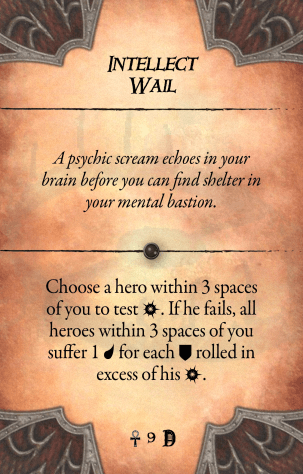 Intellect
Wail
A psychic scream echoes in your
brain before you can find shelter in
your mental bastion.
Choose a hero within 3 spaces
of you to test . If he fails, all
heroes within 3 spaces of you
suffer 1 for each rolled in
excess of his .
9